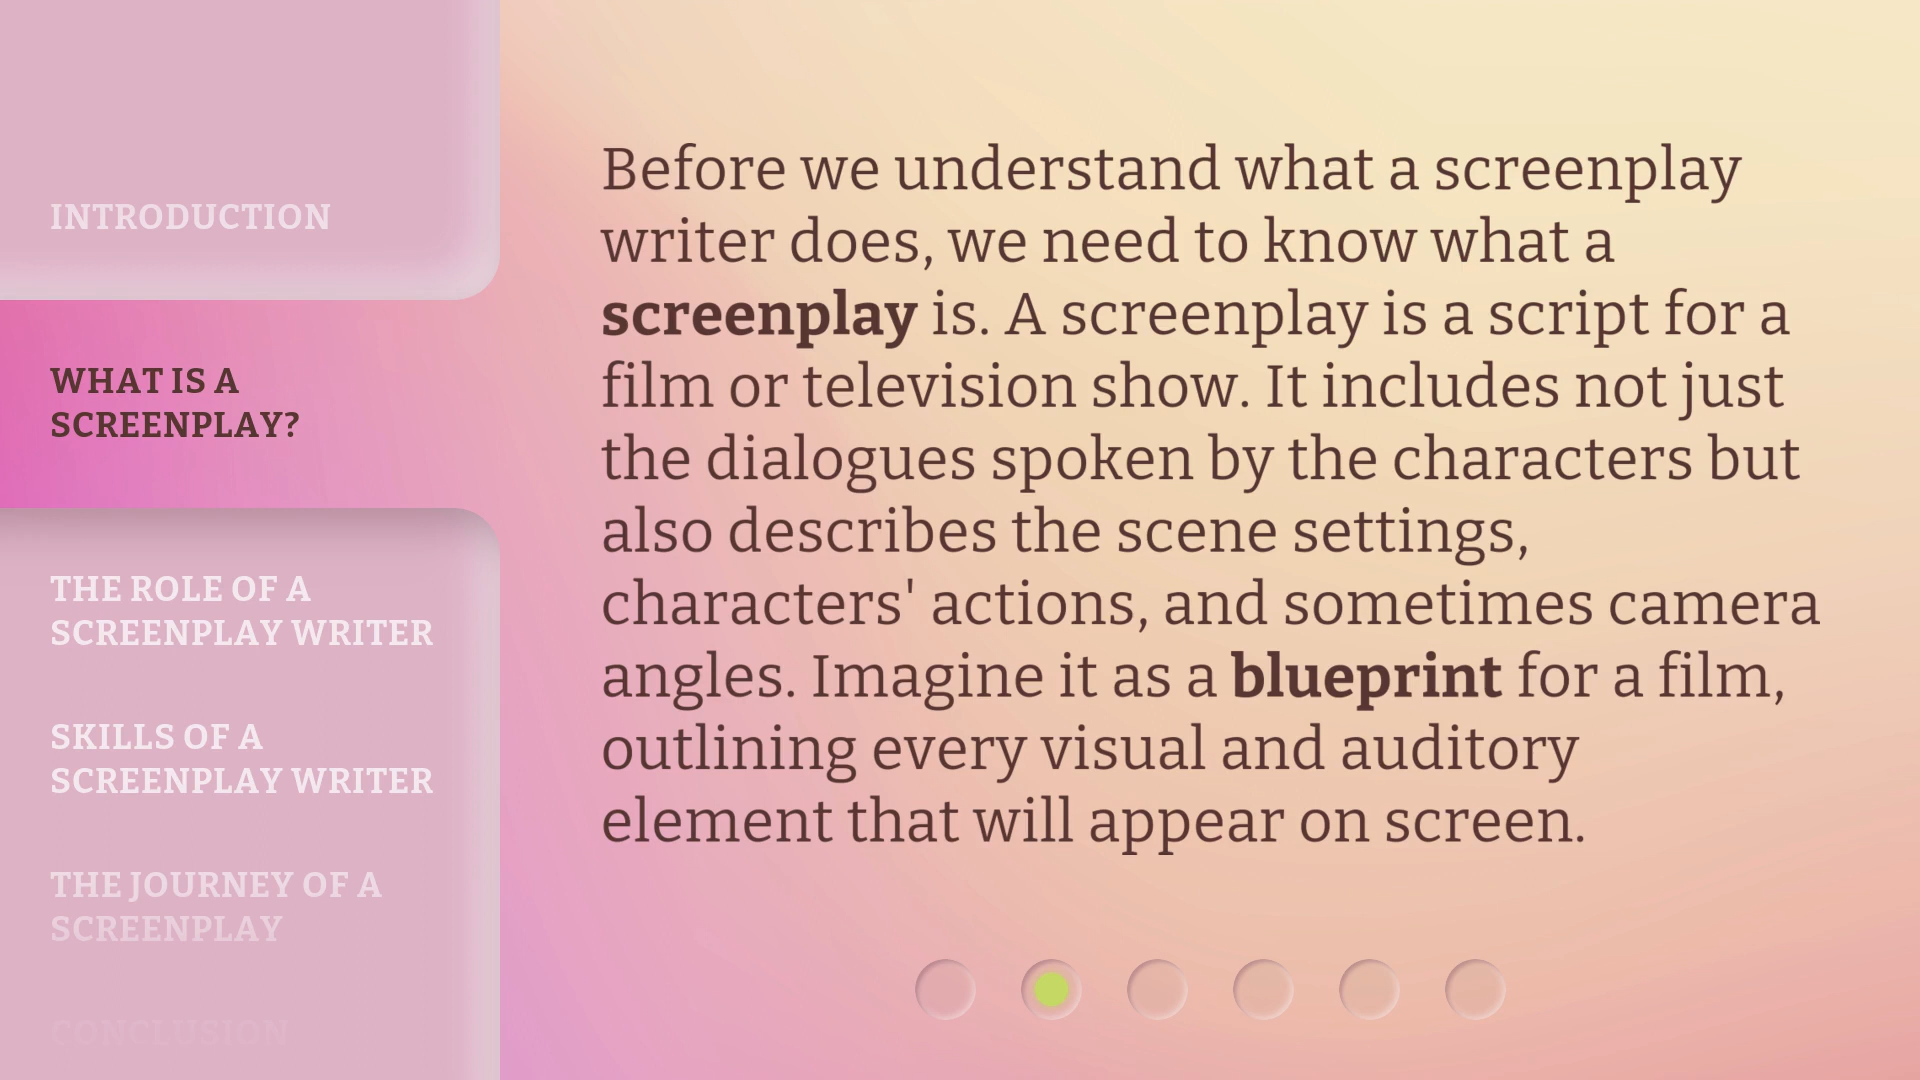 INTRODUCTION
WHAT IS A
SCREENPLAY?
THE ROLE OF A
SCREENPLAY WRITER
SKILLS OF A
SCREENPLAY WRITER
THE JOURNEY OF A
SCREENPLAY
CONCLUSION
Before we understand what a screenplay
writer does, we need to know what a
screenplay is. A screenplay is a script for a
film or television show. It includes not just
the dialogues spoken by the characters but
also describes the scene settings,
characters' actions, and sometimes camera
angles. Imagine it as a blueprint for a film,
outlining every visual and auditory
element that will appear on screen.